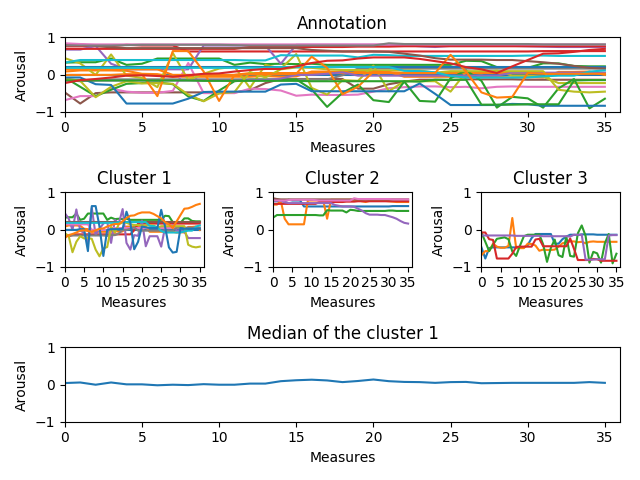 Annotation
Arousal
1
0
−1
0 5 10 15 20 25 30 35
Measures
Cluster 1 Cluster 2 Cluster 3
Arousal Arousal Arousal
1 1 1
0 0 0
−1 −1 −1
0 5 10 15 20 25 30 35 0 5 10 15 20 25 30 35 0 5 10 15 20 25 30 35
Measures Measures Measures
Median of the cluster 1
Arousal
1
0
−1
0 5 10 15 20 25 30 35
Measures